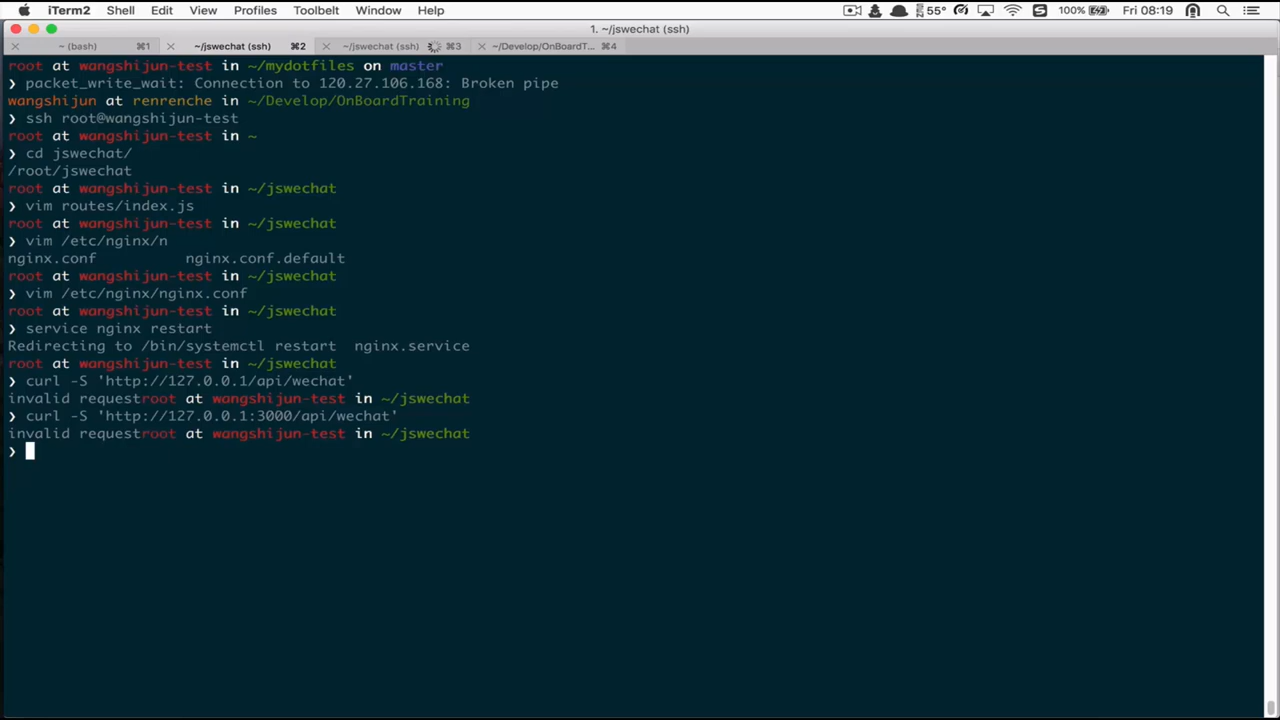 iTerm2 Shell Edit View Profiles Toolbelt Window Help 55° 100% Fri 08:19
1. ~/jswechat (ssh)
~ (bash) ⌘1 ~/jswechat (ssh) ⌘2 ~/jswechat (ssh) ⌘3 ~/Develop/OnBoardT... ⌘4
root at wangshijun-test in ~/mydotfiles on master
❯ packet_write_wait: Connection to 120.27.106.168: Broken pipe
wangshijun at renrenche in ~/Develop/OnBoardTraining
❯ ssh root@wangshijun-test
root at wangshijun-test in ~
❯ cd jswechat/
/root/jswechat
root at wangshijun-test in ~/jswechat
❯ vim routes/index.js
root at wangshijun-test in ~/jswechat
❯ vim /etc/nginx/n
nginx.conf nginx.conf.default
root at wangshijun-test in ~/jswechat
❯ vim /etc/nginx/nginx.conf
root at wangshijun-test in ~/jswechat
❯ service nginx restart
Redirecting to /bin/systemctl restart  nginx.service
root at wangshijun-test in ~/jswechat
❯ curl -S 'http://127.0.0.1/api/wechat'
invalid requestroot at wangshijun-test in ~/jswechat
❯ curl -S 'http://127.0.0.1:3000/api/wechat'
invalid requestroot at wangshijun-test in ~/jswechat
❯